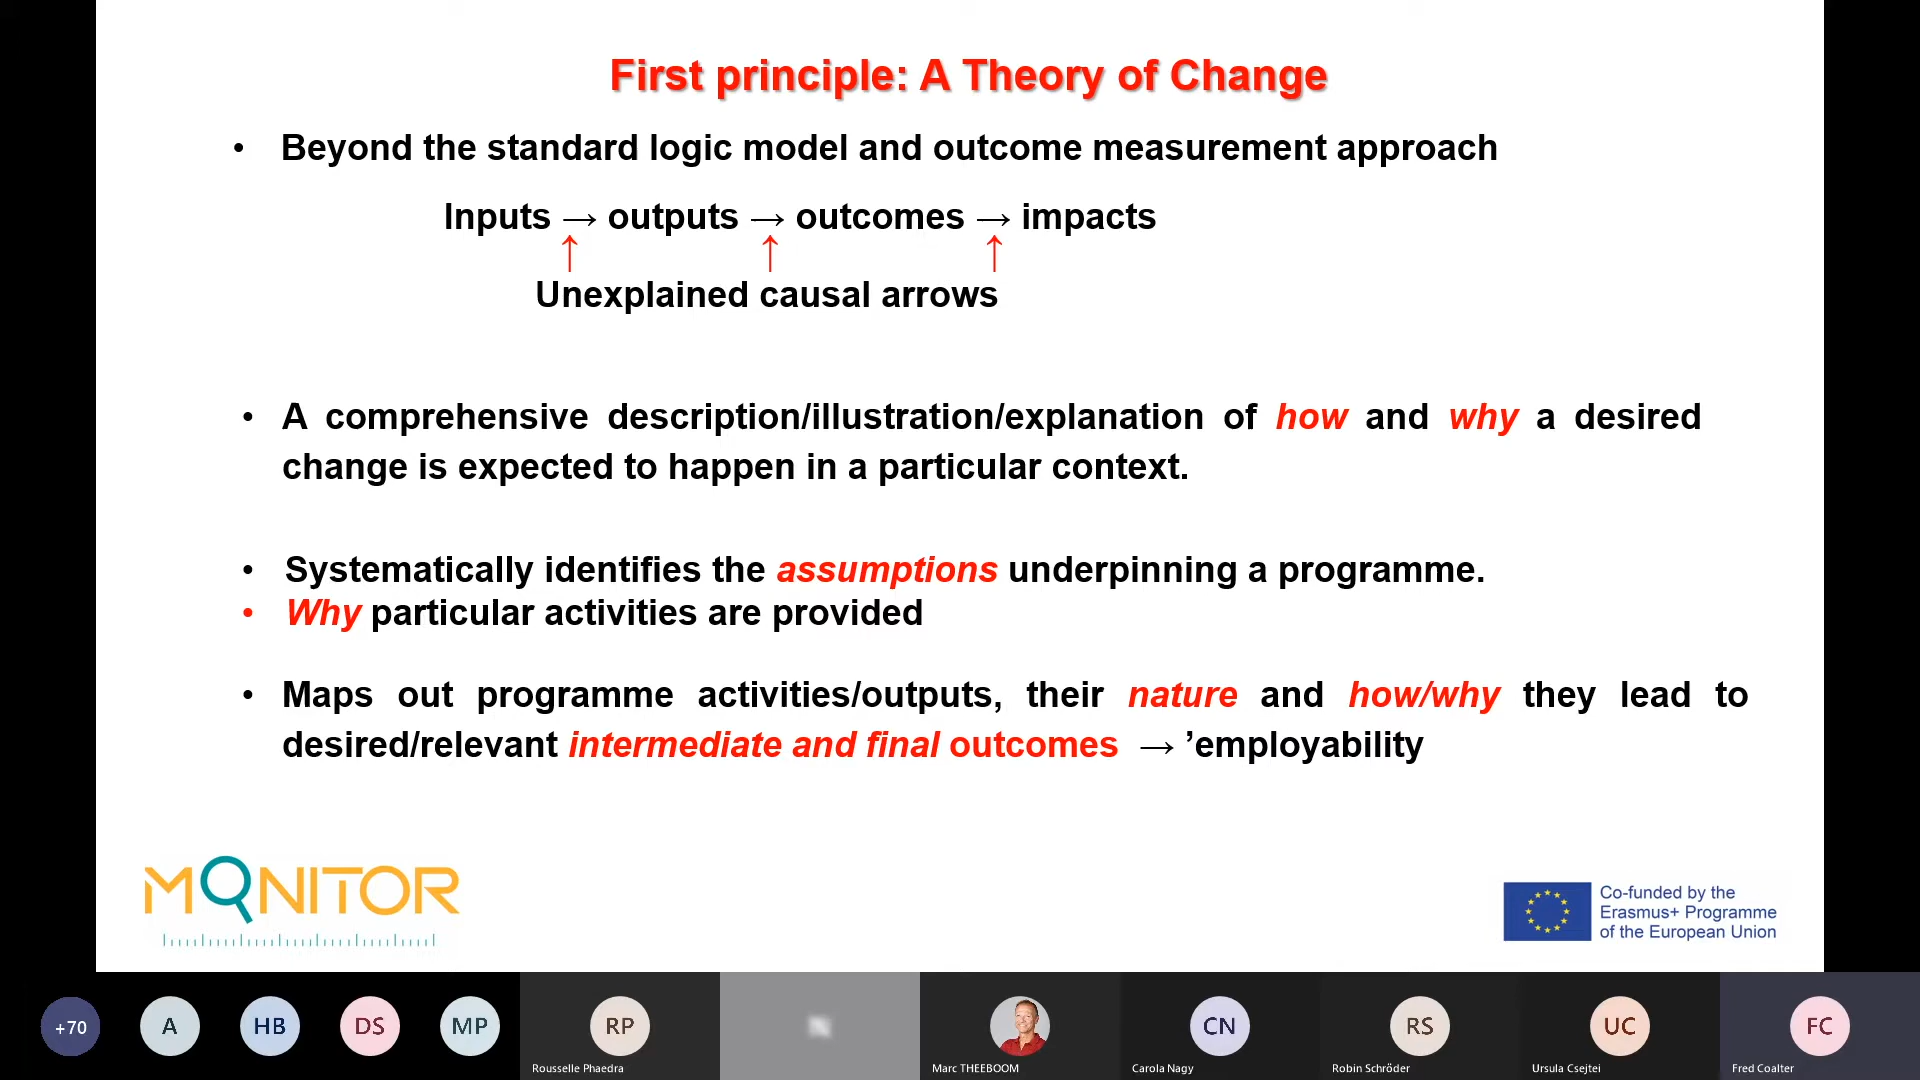 First principle: A Theory of Change
• Beyond the standard logic model and outcome measurement approach
Inputs → outputs → outcomes → impacts
↑ ↑ ↑
Unexplained causal arrows
• A comprehensive description/illustration/explanation of how and why a desired
change is expected to happen in a particular context.
• Systematically identifies the assumptions underpinning a programme.
• Why particular activities are provided
• Maps out programme activities/outputs, their nature and how/why they lead to
desired/relevant intermediate and final outcomes → ’employability
MONITOR
Co-funded by the
Erasmus+ Programme
of the European Union
+70 A HB DS MP RP CN RS UC FC
Rousselle Phaedra Marc THEEBOOM Carola Nagy Robin Schröder Ursula Csejtei Fred Coalter